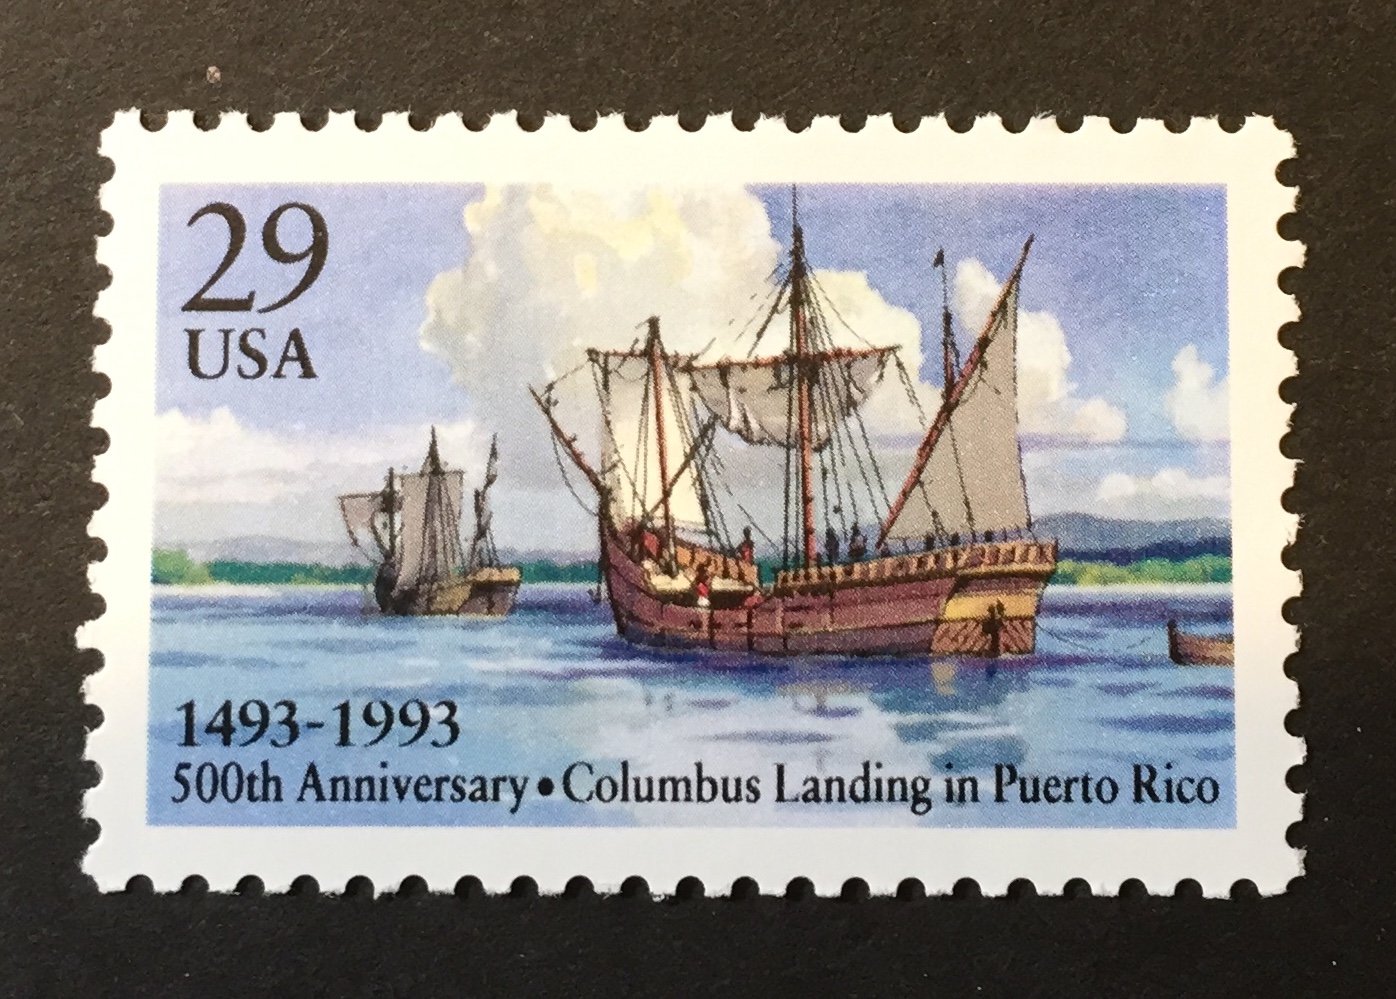 29
USA
1493-1993
500th Anniversary • Columbus Landing in Puerto Rico